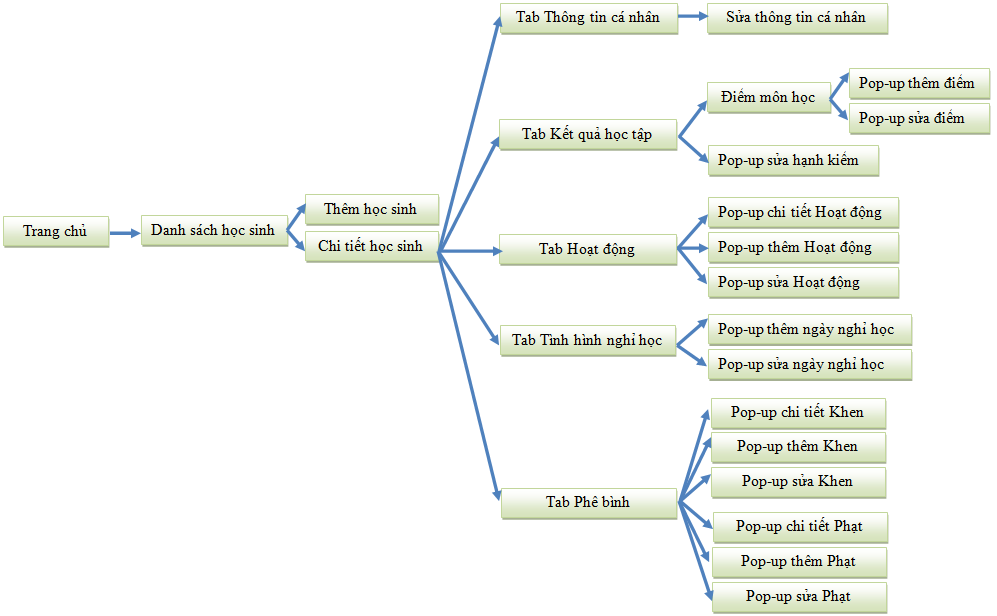 Trang chủ
Danh sách học sinh
Thêm học sinh
Chi tiết học sinh
Tab Thông tin cá nhân
Sửa thông tin cá nhân
Tab Kết quả học tập
Điểm môn học
Pop-up thêm điểm
Pop-up sửa điểm
Pop-up sửa hạnh kiểm
Tab Hoạt động
Pop-up chi tiết Hoạt động
Pop-up thêm Hoạt động
Pop-up sửa Hoạt động
Tab Tình hình nghỉ học
Pop-up thêm ngày nghỉ học
Pop-up sửa ngày nghỉ học
Tab Phê bình
Pop-up chi tiết Khen
Pop-up thêm Khen
Pop-up sửa Khen
Pop-up chi tiết Phạt
Pop-up thêm Phạt
Pop-up sửa Phạt